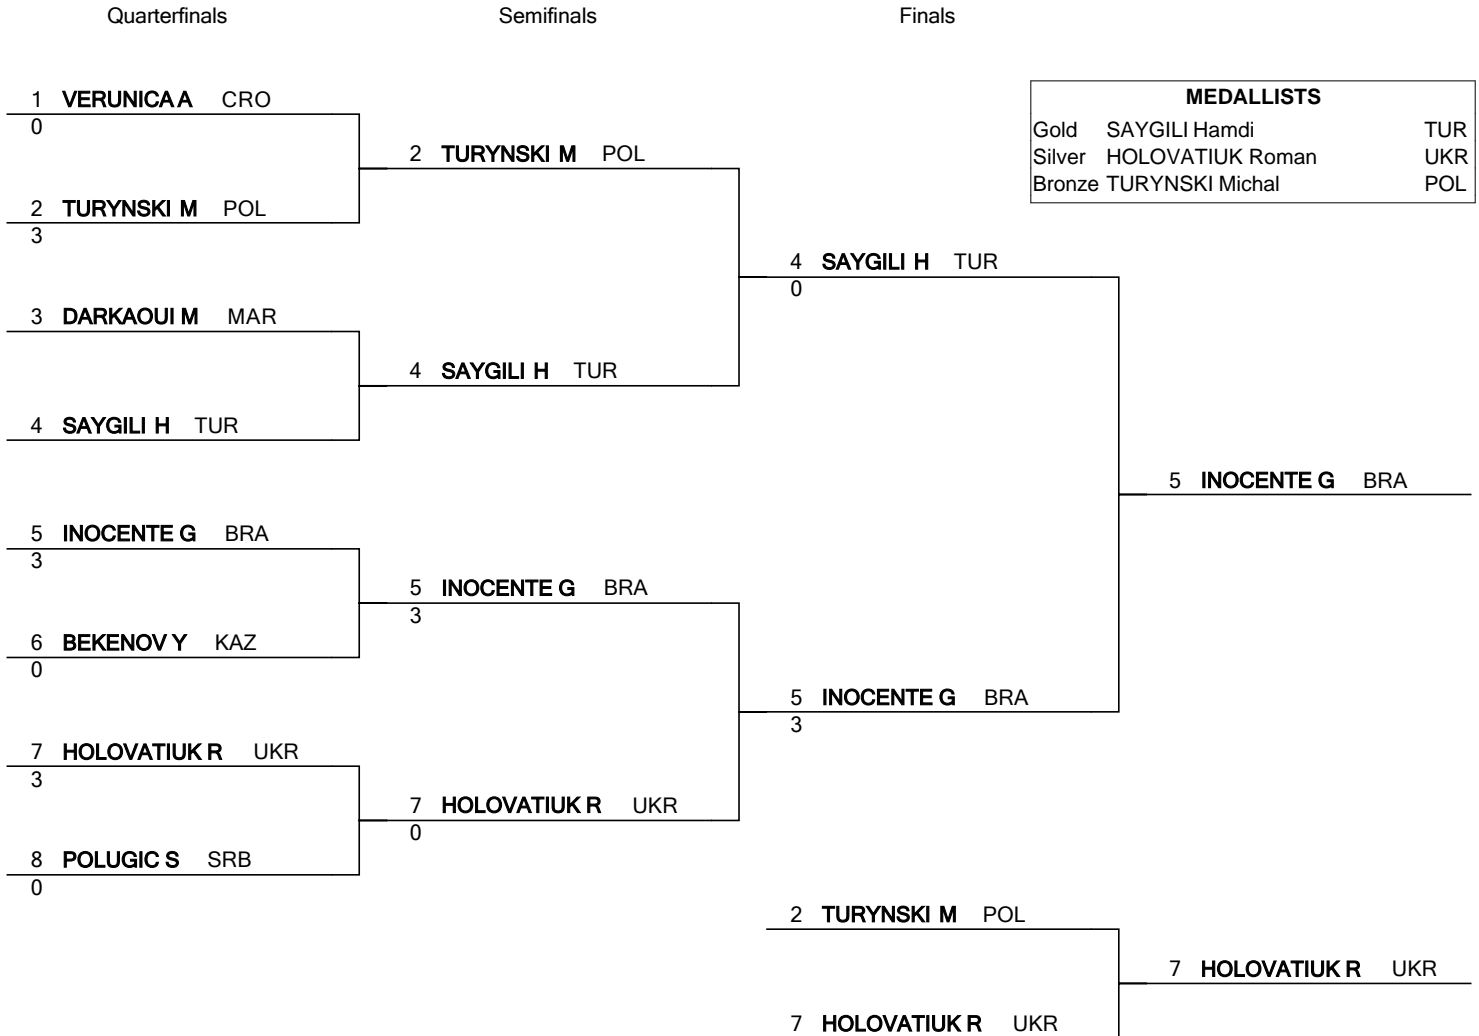 Quarterfinals Semifinals Finals
1 VERUNICA A CRO
0
2 TURYNSKI M POL
3
3 DARKAOUI M MAR
4 SAYGILI H TUR
5 INOCENTE G BRA
3
6 BEKENOV Y KAZ
0
7 HOLOVATIUK R UKR
3
8 POLUGIC S SRB
0
2 TURYNSKI M POL
4 SAYGILI H TUR
5 INOCENTE G BRA
3
7 HOLOVATIUK R UKR
0
4 SAYGILI H TUR
0
5 INOCENTE G BRA
3
2 TURYNSKI M POL
7 HOLOVATIUK R UKR
MEDALLISTS
Gold SAYGILI Hamdi TUR
Silver HOLOVATIUK Roman UKR
Bronze TURYNSKI Michal POL
5 INOCENTE G BRA
7 HOLOVATIUK R UKR